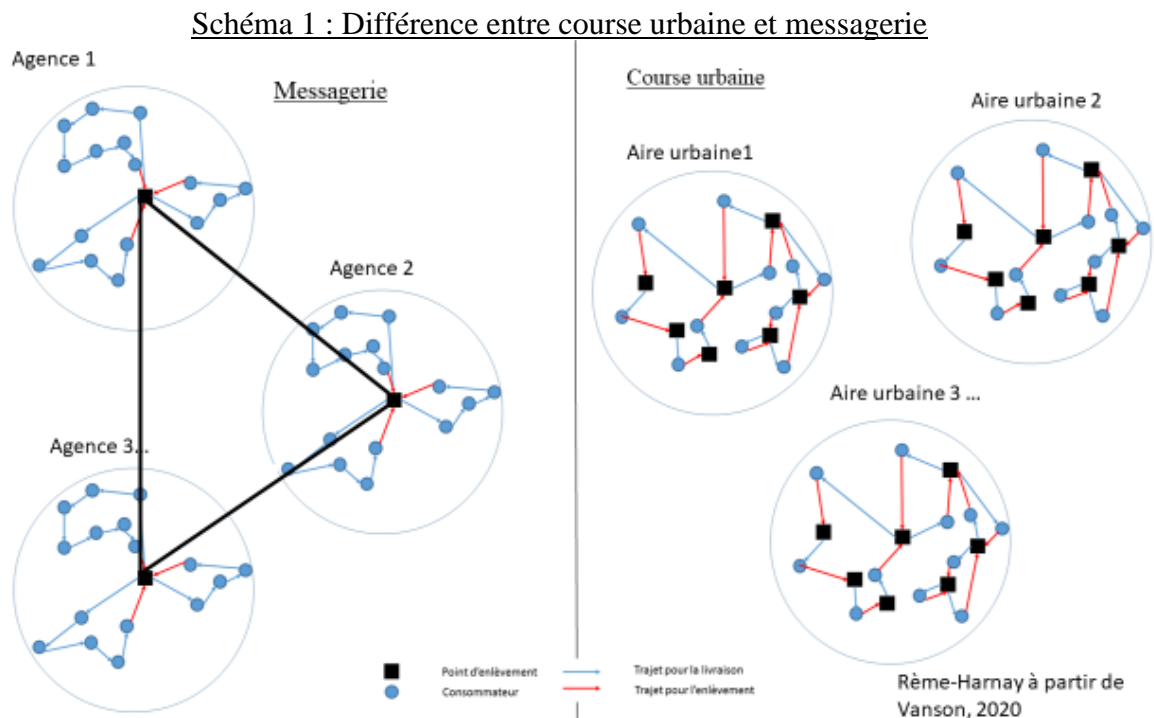 Schéma 1 : Différence entre course urbaine et messagerie
Agence 1
Messagerie
Agence 2
Agence 3...
Course urbaine
Aire urbaine 2
Aire urbaine1
Aire urbaine 3 ...
Point d'enlèvement
Trajet pour la livraison
Consommateur
Trajet pour l'enlèvement
Rème-Harnay à partir de
Vanson, 2020